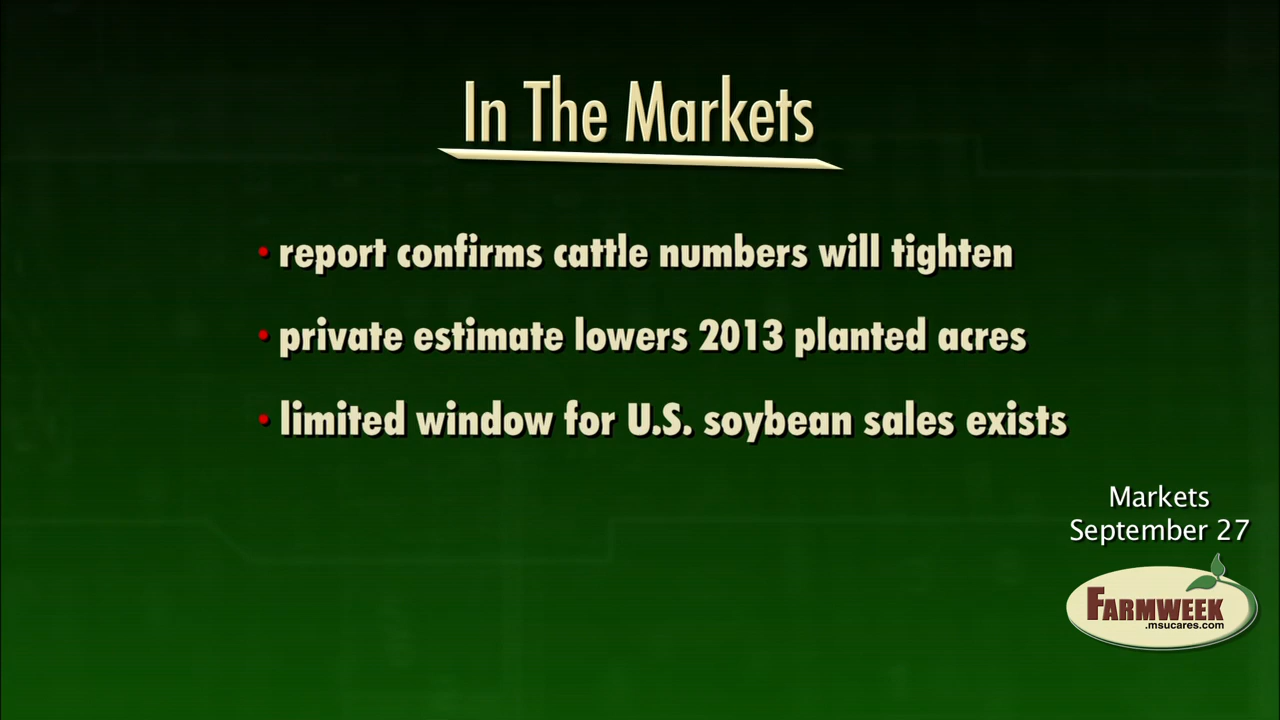 In The Markets
• report confirms cattle numbers will tighten
• private estimate lowers 2013 planted acres
• limited window for U.S. soybean sales exists
Markets
September 27
FARMWEEK
.msucares.com